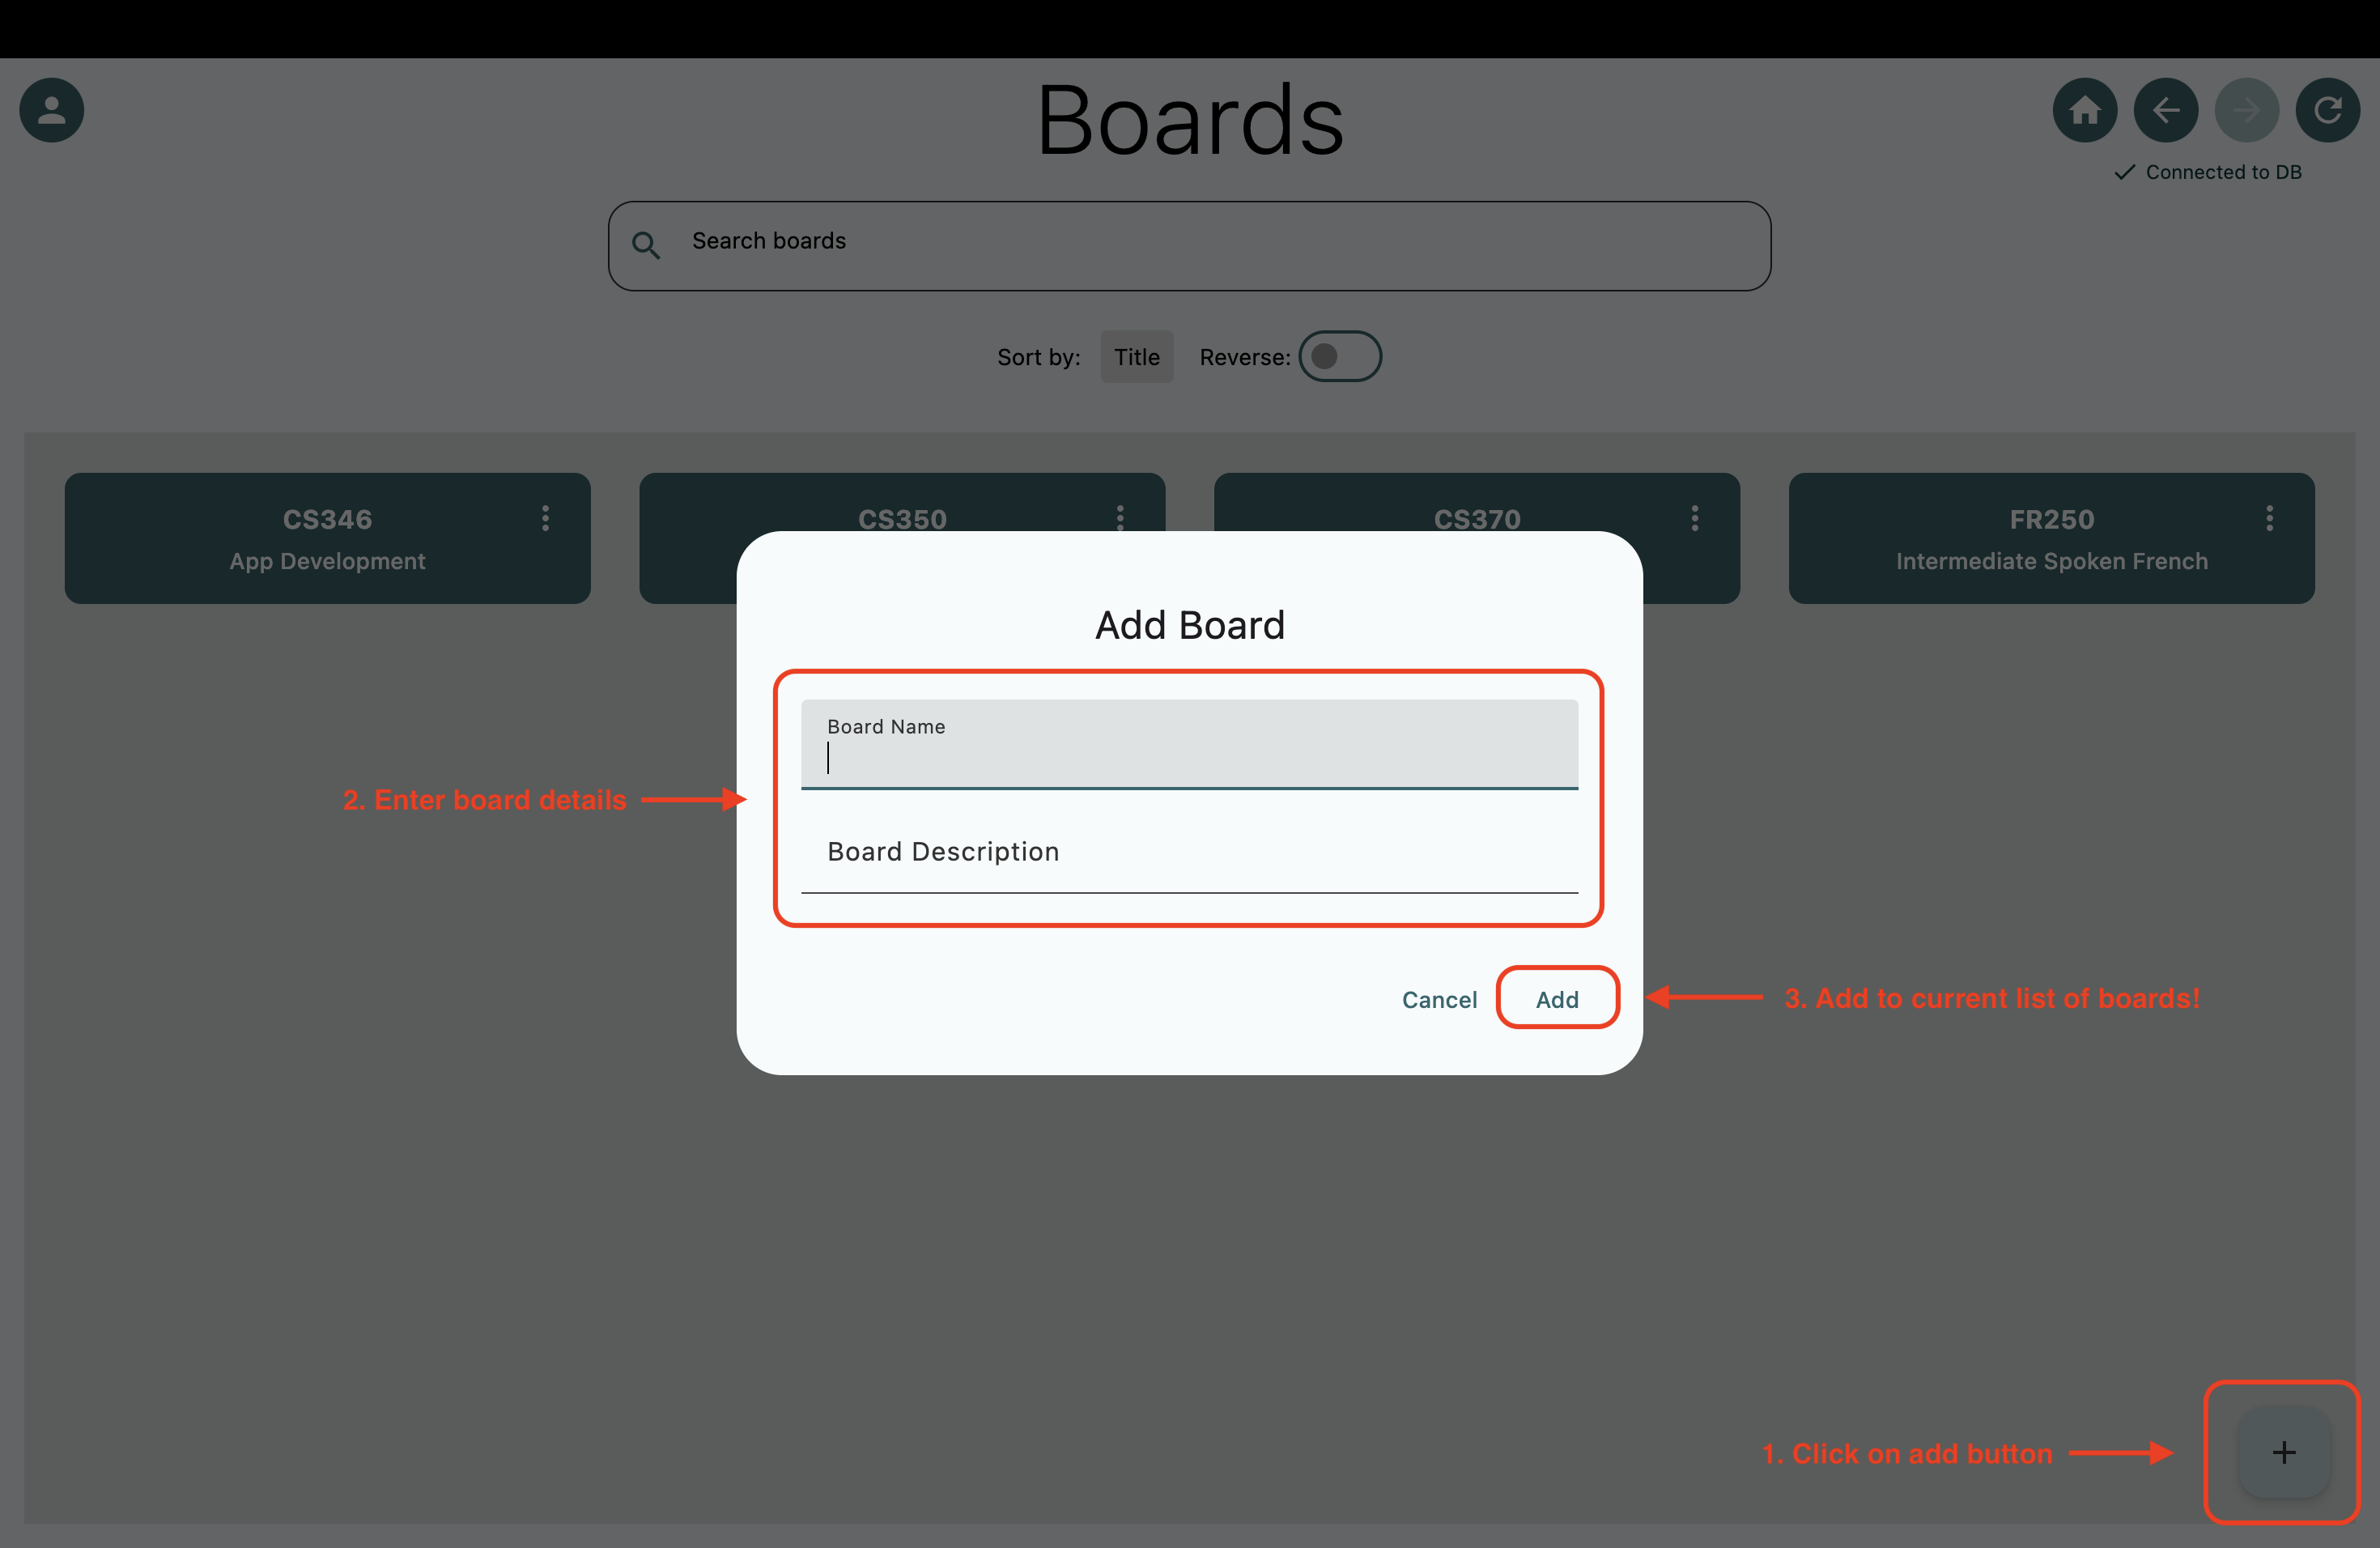 Boards
Connected to DB
Search boards
Sort by: Title Reverse:
CS346
App Development
CS350
CS370
FR250
Intermediate Spoken French
Add Board
Board Name
2. Enter board details
Board Description
Cancel
Add
3. Add to current list of boards!
1. Click on add button